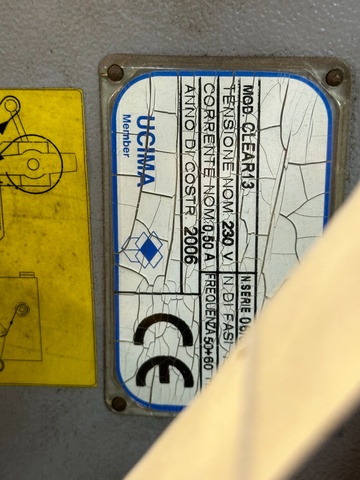 MOD. CLEAR13
N.SERIE 06
TENSIONE NOM. 230 V
N.DI FASI
CORRENTE NOM. 0,50 A
FREQUENZA 50÷60
ANNO DI COSTR. 2006
UCIMA
Member
CE